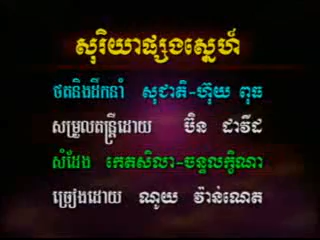 សុរិយាផ្សងស្នេហ៍
ថតនិងដឹកនាំ សុជាតិ-ហ៊ុយ ពុធ
សម្រួលតន្ត្រីដោយ ប៊ិន ដាវីដ
សំដែង កេតសិលា-ចន្ទលក្ខិណា
ច្រៀងដោយ ណូយ វ៉ាន់ណេត